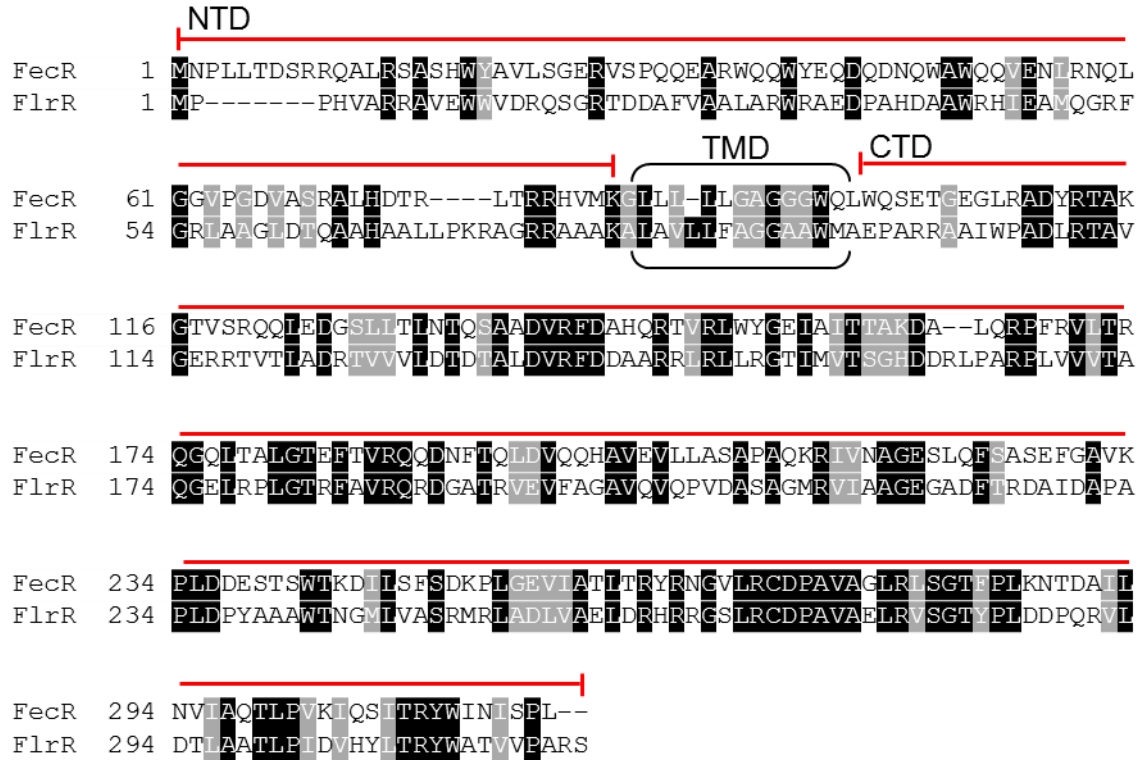 NTD
FecR 1 MNPLLTDSRRQALRSASHWYAVLSGERVSPQQEARWQQWYEQDQDNQWAWQQVENLRNQL
FlrR 1 MP-------PHVARRAVEWWVDRQSGRTDDAFVAALARWRAEDPAHDAAWRHIEAMQGRF
TMD CTD
FecR 61 GGVPGDVASRALHDTR----LTRRHVMKGLLL-LLGAGGGWQLWQSETGEGLRADYRTAK
FlrR 54 GRLAAGLDTQAAHAALLPKRAGRRAAAKALAVLLFAGGAAWMAEPARRAAIWPADLRTAV
FecR 116 GTVSRQQLEDGSLLTLNTQSAADVRFDAHQRTVRLWYGEIAITTAKDA--LQRPFRVLTR
FlrR 114 GERRTVTLADRTVVVLDTDTALDVRFDDAARRLRLLRGTIMVTSGHDDRLPARPLVVVTA
FecR 174 QGQLTALGTEFTVRQQDNFTQLDVQQHAVEVLLASAPAQKRIVNAGESLQFSASEFGAVK
FlrR 174 QGELRPLGTRFAVRQRDGATRVEVFAGAVQVQPVDASAGMRVIAAGEGADFTRDAIDAPA
FecR 234 PLDDESTSWTKDILSFSDKPLGEVIATLTRYRNGVLRCDPAVAGLRLSGTFPLKNTDAIL
FlrR 234 PLDPYAAAWTNGMLVASRMRLADLVAELDRHRRGSLRCDPAVAELRVSGTYPLDDPQRVL
FecR 294 NVIAQTLPVKIQSITRYWINISPL--
FlrR 294 DTLAATLPIDVHYLTRYWATVVPARS